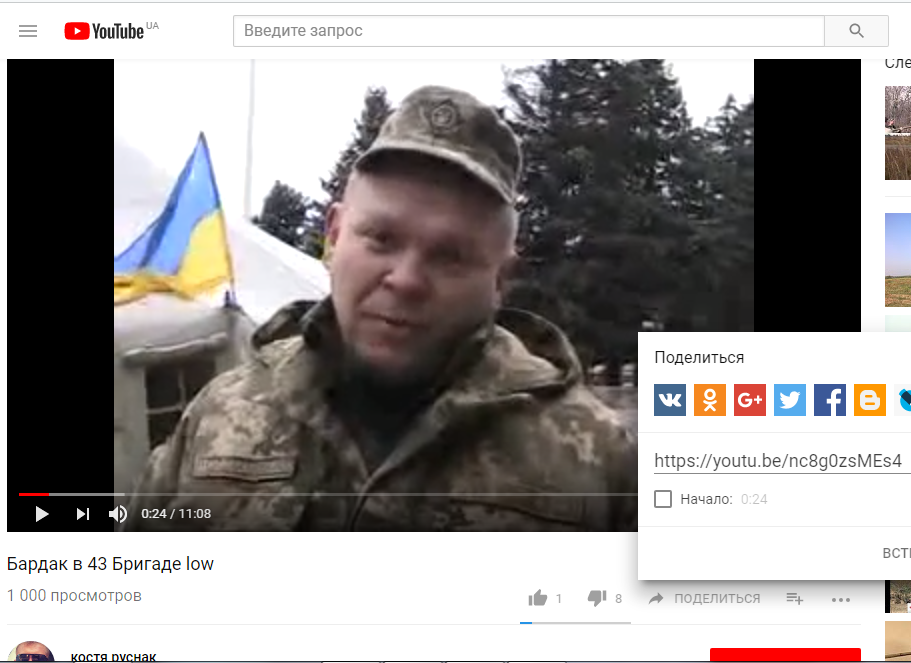 YouTube UA
Введите запрос
Сле
Поделиться
https://youtu.be/nc8g0zsMEs4
Начало: 0:24
0:24 / 11:08
ВСТ
Бардак в 43 Бригаде low
1 000 просмотров
1
8
ПОДЕЛИТЬСЯ
костя руснак